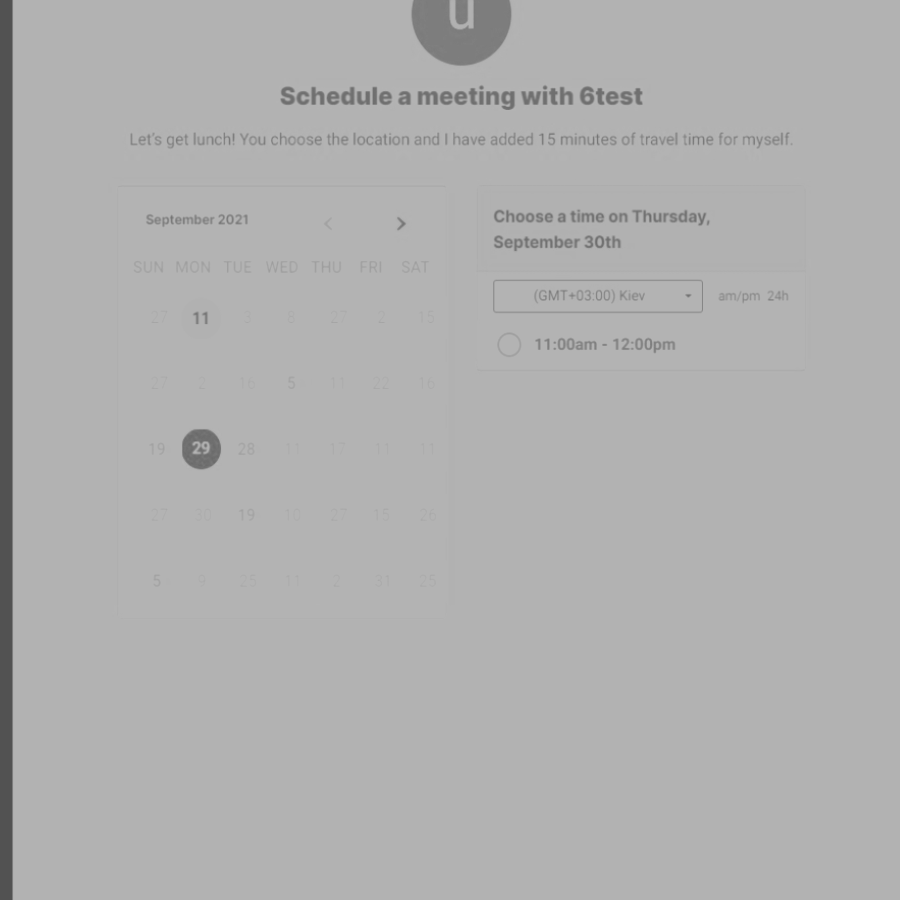 u
Schedule a meeting with 6test
Let's get lunch! You choose the location and I have added 15 minutes of travel time for myself.
September 2021
SUN MON TUE WED THU FRI SAT
27 11 2 8 27 2 15
27 2 16 5 11 22 16
19 29 28 11 17 11 11
27 30 19 10 27 15 26
5 9 25 11 2 31 25
Choose a time on Thursday,
September 30th
(GMT+03:00) Kiev am/pm 24h
11:00am - 12:00pm